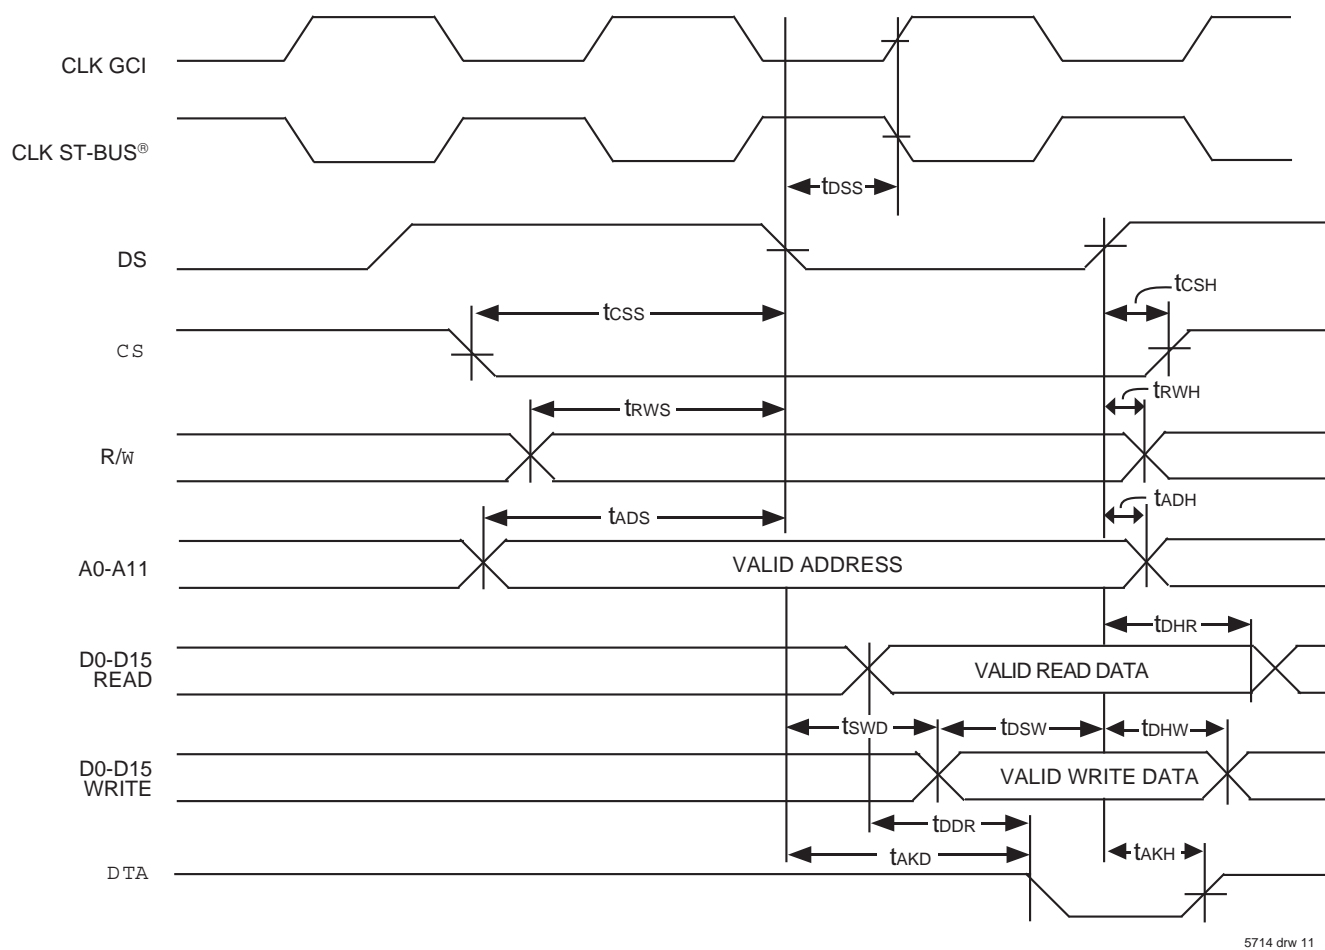 CLK GCI
CLK ST-BUS®
tDSS
DS
tCSH
tCSS
CS
tRWH
tRWS
R/W
tADH
tADS
A0-A11
VALID ADDRESS
tDHR
D0-D15
READ
VALID READ DATA
tSWD
tDSW
tDHW
D0-D15
WRITE
VALID WRITE DATA
tDDR
tAKD
tAKH
DTA
5714 drw 11